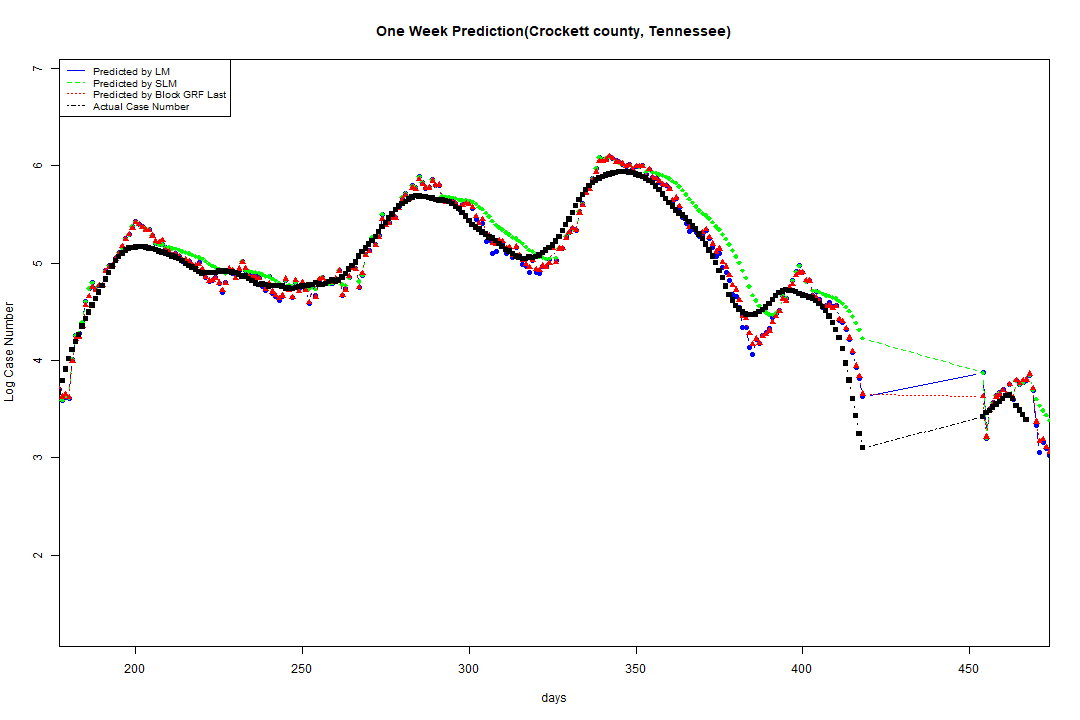 One Week Prediction(Crockett county, Tennessee)
Predicted by LM
Predicted by SLM
Predicted by Block GRF Last
Actual Case Number
7
6
5
4
3
2
Log Case Number
200 250 300 350 400 450
days